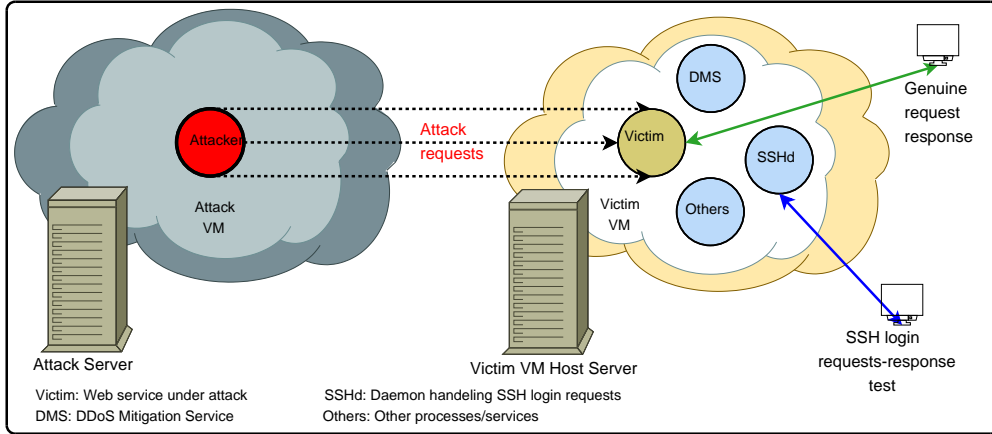 DMS
Genuine
request
response
Attacker
Attack
requests
Victim
SSHd
Attack
VM
Victim
VM
Others
Attack Server
Victim VM Host Server
SSH login
requests-response
test
Victim: Web service under attack
SSHd: Daemon handeling SSH login requests
DMS: DDoS Mitigation Service
Others: Other processes/services